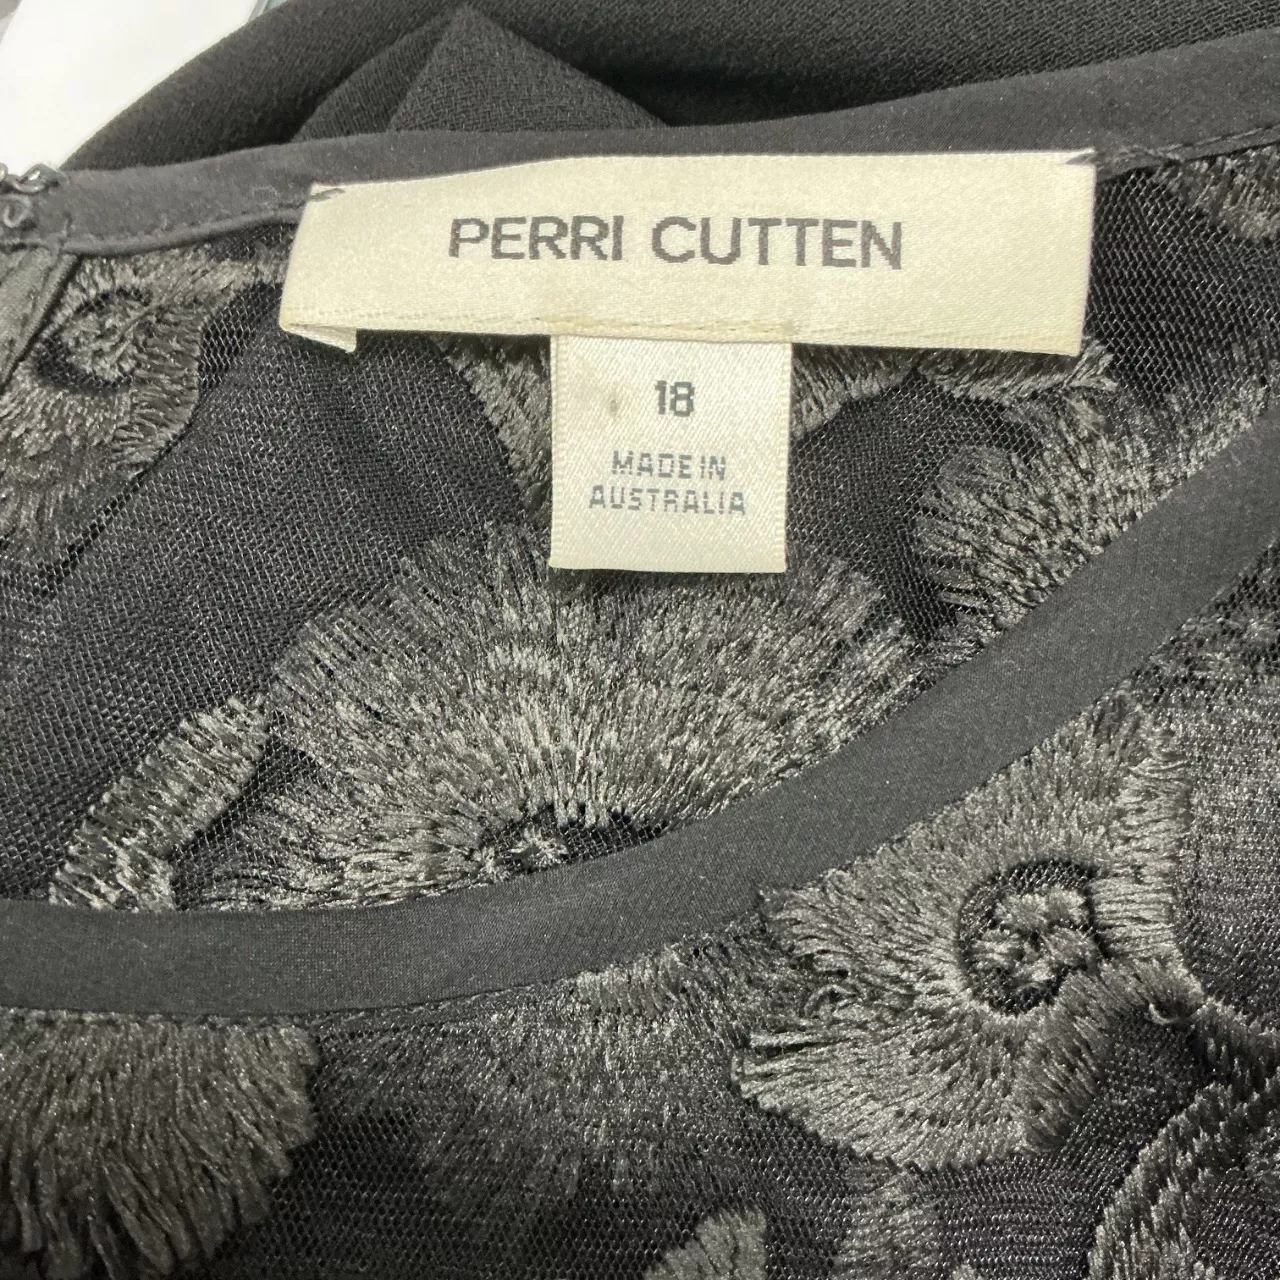 PERRI CUTTEN
18
MADE IN
AUSTRALIA